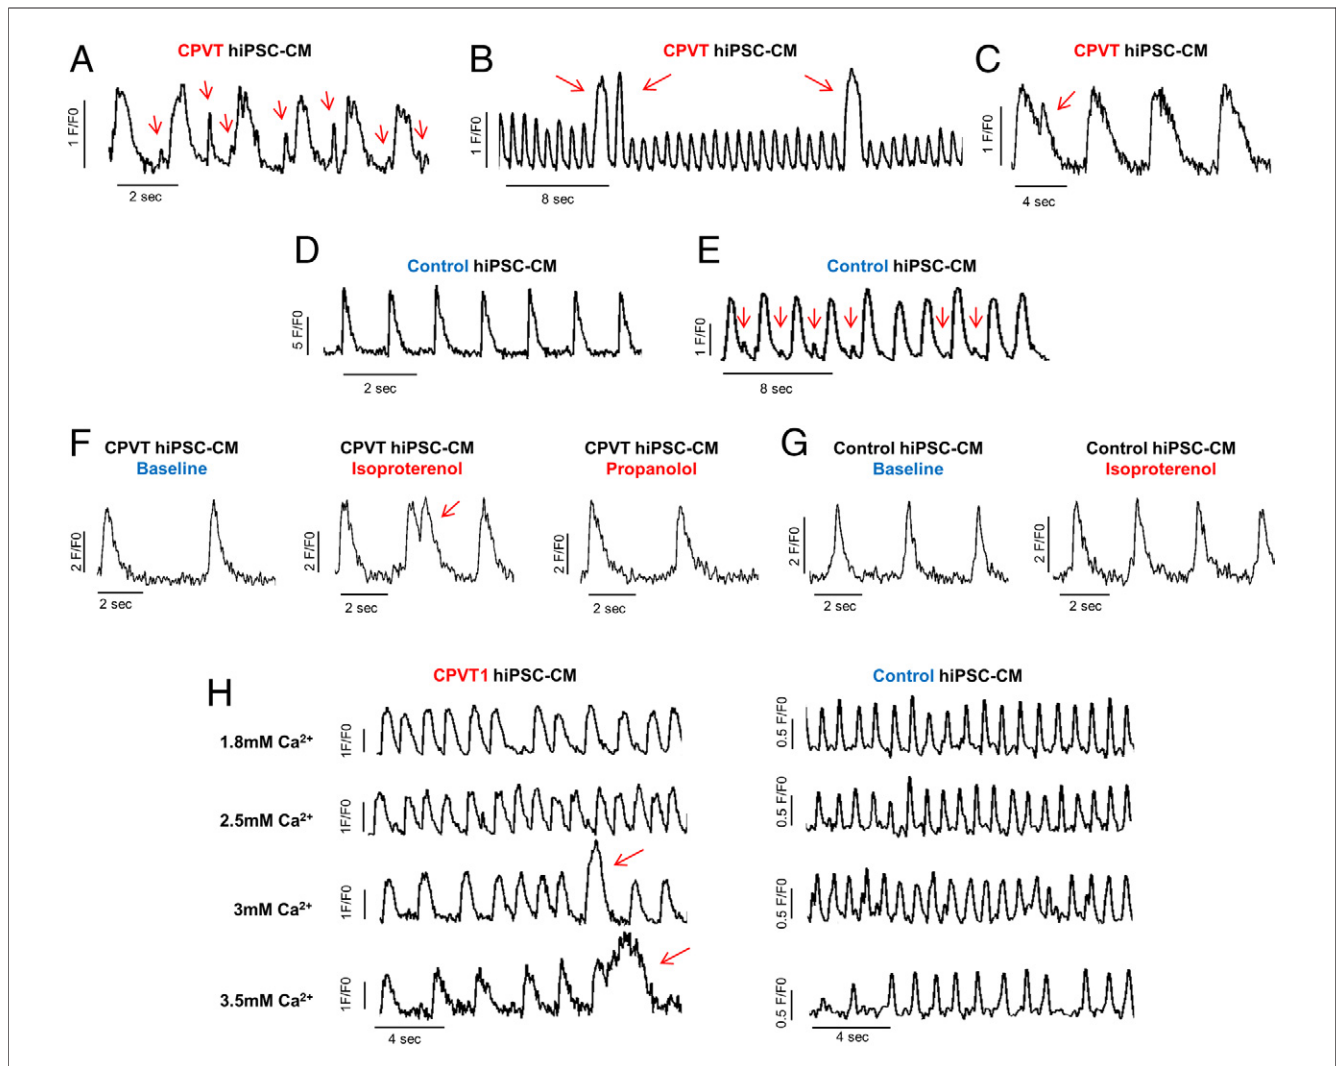 A
CPVT hiPSC-CM
1 F/F0
2 sec
B
CPVT hiPSC-CM
1 F/F0
8 sec
C
CPVT hiPSC-CM
1 F/F0
4 sec
D
Control hiPSC-CM
5 F/F0
2 sec
E
Control hiPSC-CM
1 F/F0
8 sec
F
CPVT hiPSC-CM
Baseline
2 F/F0
2 sec
CPVT hiPSC-CM
Isoproterenol
2 F/F0
2 sec
CPVT hiPSC-CM
Propanolol
2 F/F0
2 sec
G
Control hiPSC-CM
Baseline
2 F/F0
2 sec
Control hiPSC-CM
Isoproterenol
2 F/F0
2 sec
H
CPVT1 hiPSC-CM
Control hiPSC-CM
1.8mM Ca²⁺
1F/F0
0.5 F/F0
2.5mM Ca²⁺
1F/F0
0.5 F/F0
3mM Ca²⁺
1F/F0
0.5 F/F0
3.5mM Ca²⁺
1F/F0
0.5 F/F0
4 sec
4 sec